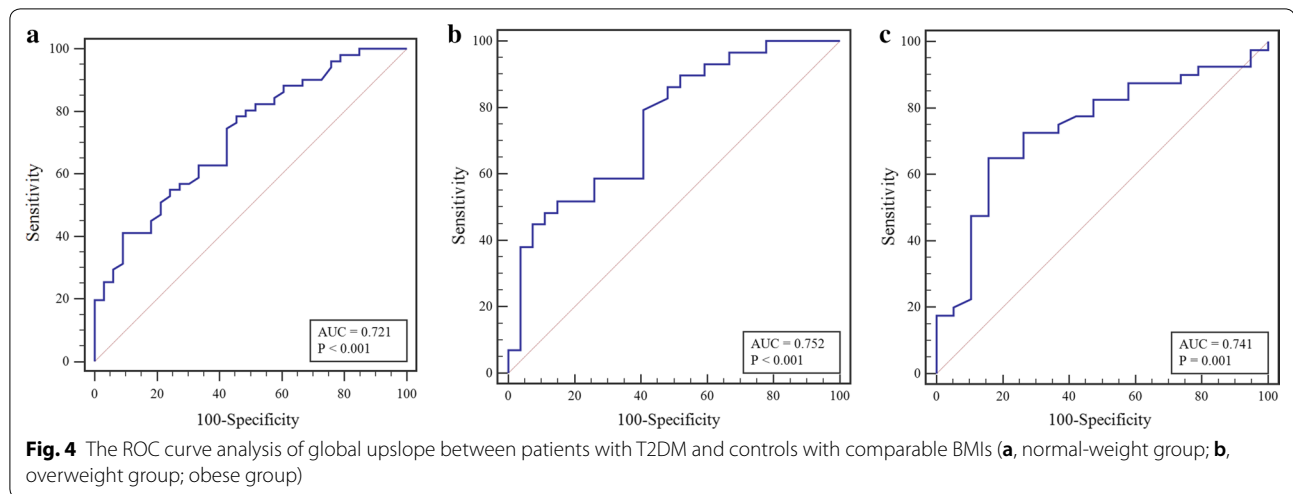 a
100
80
60
40
20
0
Sensitivity
0 20 40 60 80 100
100-Specificity
AUC = 0.721
P < 0.001
b
100
80
60
40
20
0
Sensitivity
0 20 40 60 80 100
100-Specificity
AUC = 0.752
P < 0.001
c
100
80
60
40
20
0
Sensitivity
0 20 40 60 80 100
100-Specificity
AUC = 0.741
P = 0.001
Fig. 4 The ROC curve analysis of global upslope between patients with T2DM and controls with comparable BMIs (a, normal-weight group; b,
overweight group; obese group)